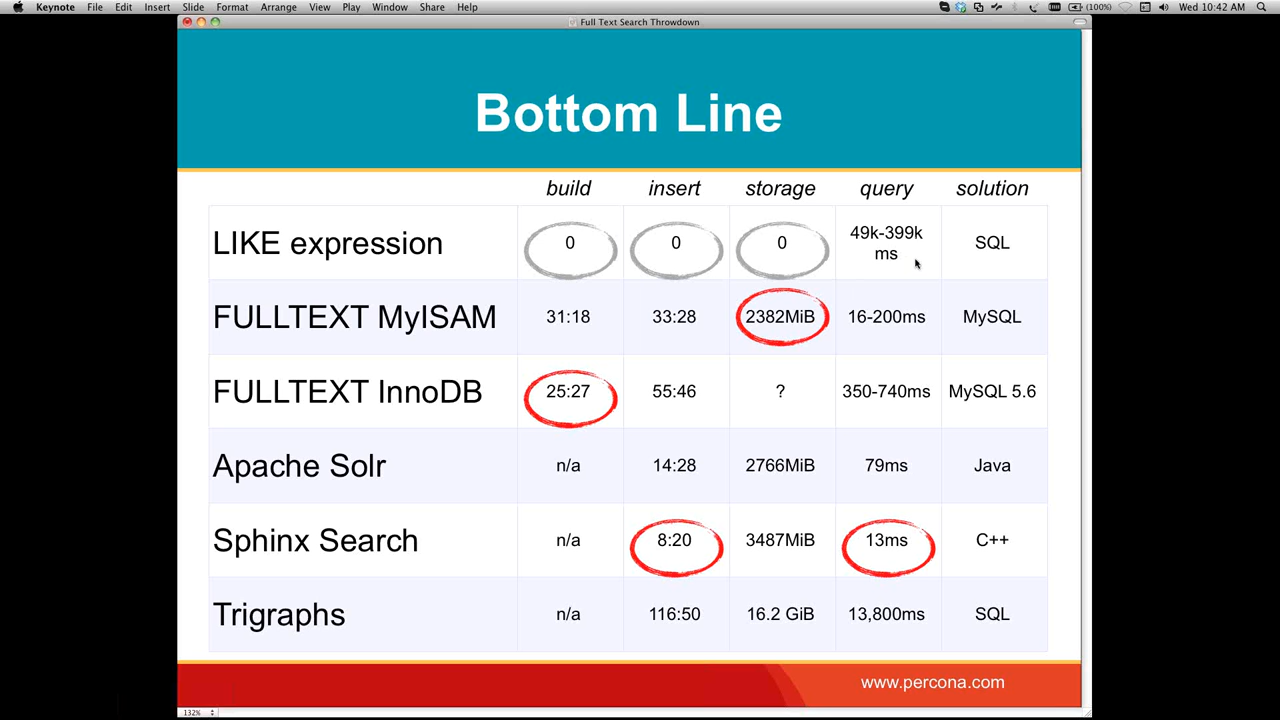 Keynote File Edit Insert Slide Format Arrange View Play Window Share Help (100%) Wed 10:42 AM
Full Text Search Throwdown
Bottom Line
build insert storage query solution
LIKE expression 0 0 0 49k-399k ms SQL
FULLTEXT MyISAM 31:18 33:28 2382MiB 16-200ms MySQL
FULLTEXT InnoDB 25:27 55:46 ? 350-740ms MySQL 5.6
Apache Solr n/a 14:28 2766MiB 79ms Java
Sphinx Search n/a 8:20 3487MiB 13ms C++
Trigraphs n/a 116:50 16.2 GiB 13,800ms SQL
www.percona.com
132%